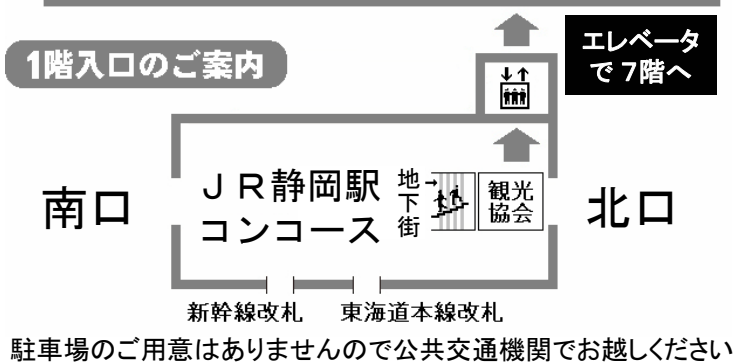 エレベータ
で7階へ
1階入口のご案内
南口
JR静岡駅
コンコース
地下街
観光
協会
北口
新幹線改札
東海道本線改札
駐車場のご用意はありませんので公共交通機関でお越しください